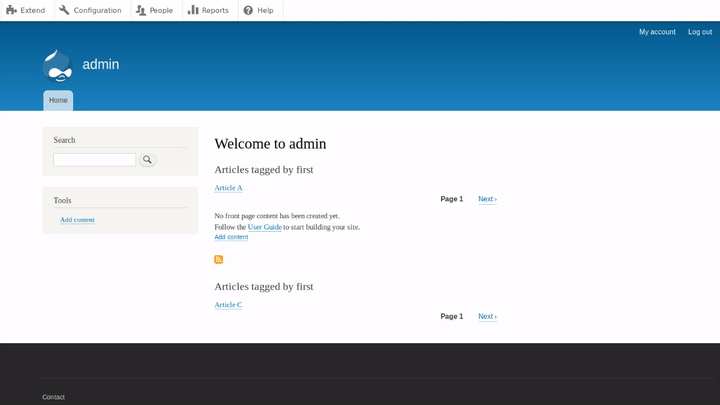 Extend Configuration People Reports Help
My account Log out
admin
Home
Search
Tools
Add content
Welcome to admin
Articles tagged by first
Article A
Page 1 Next ›
No front page content has been created yet.
Follow the User Guide to start building your site.
Add content
Articles tagged by first
Article C
Page 1 Next ›
Contact